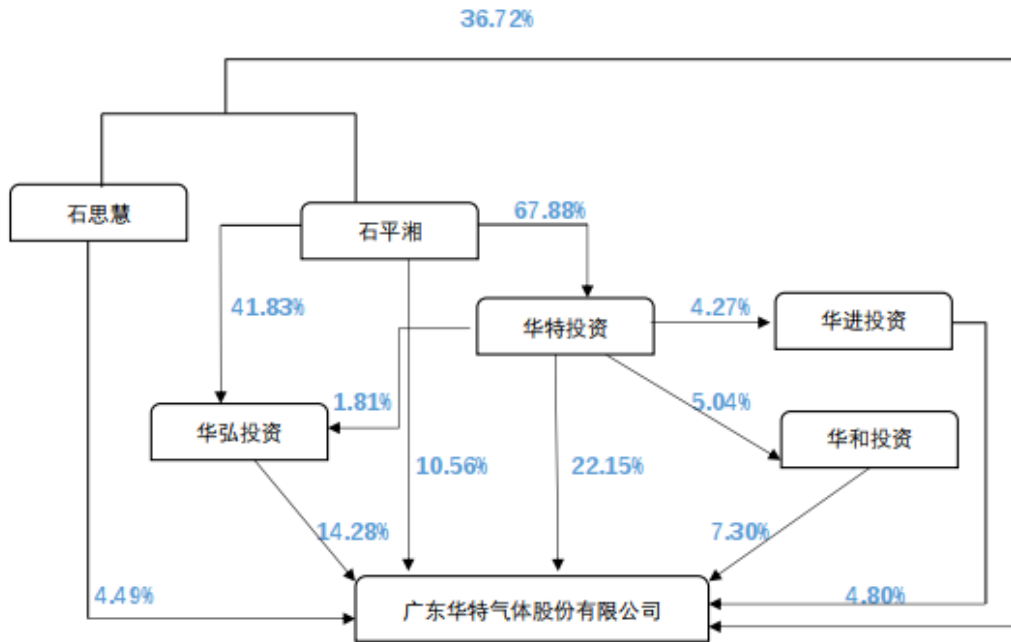 36.72%
石思慧
石平湘
67.88%
41.83%
华特投资
4.27%
华进投资
1.81%
5.04%
华弘投资
华和投资
10.56%
22.15%
14.28%
7.30%
4.49%
广东华特气体股份有限公司
4.80%